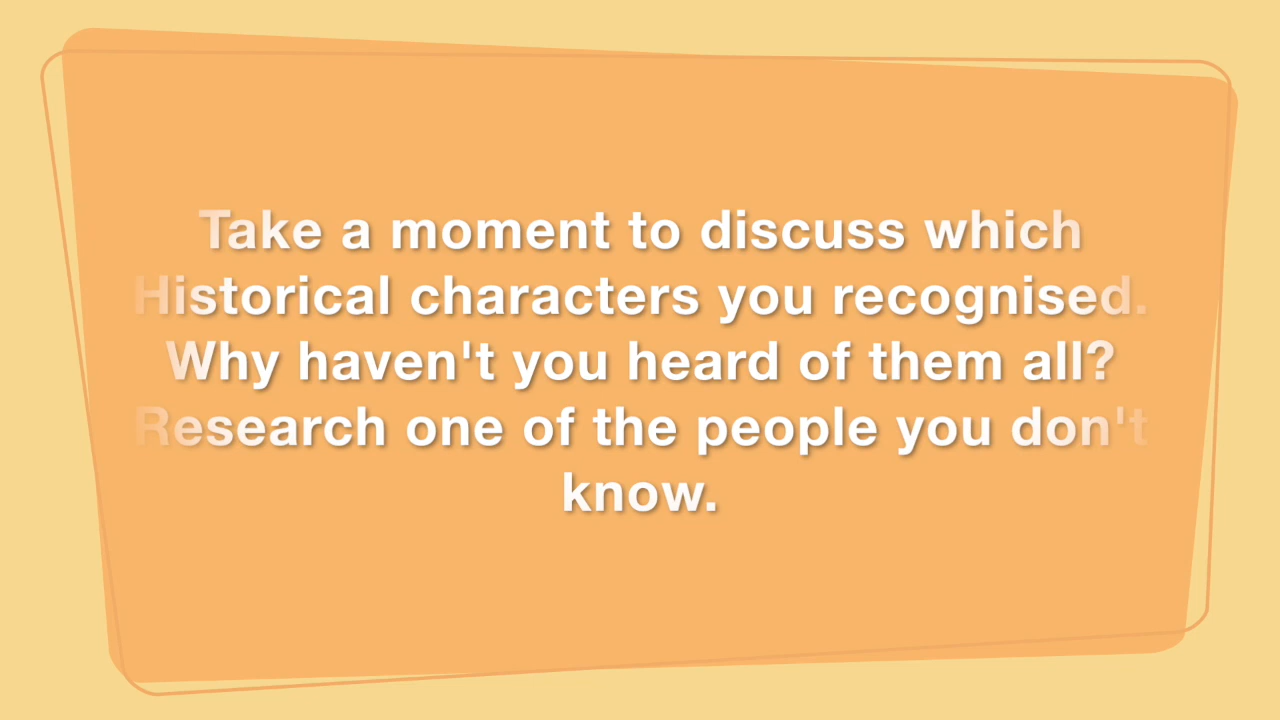 Take a moment to discuss which
Historical characters you recognised.
Why haven't you heard of them all?
Research one of the people you don't
know.